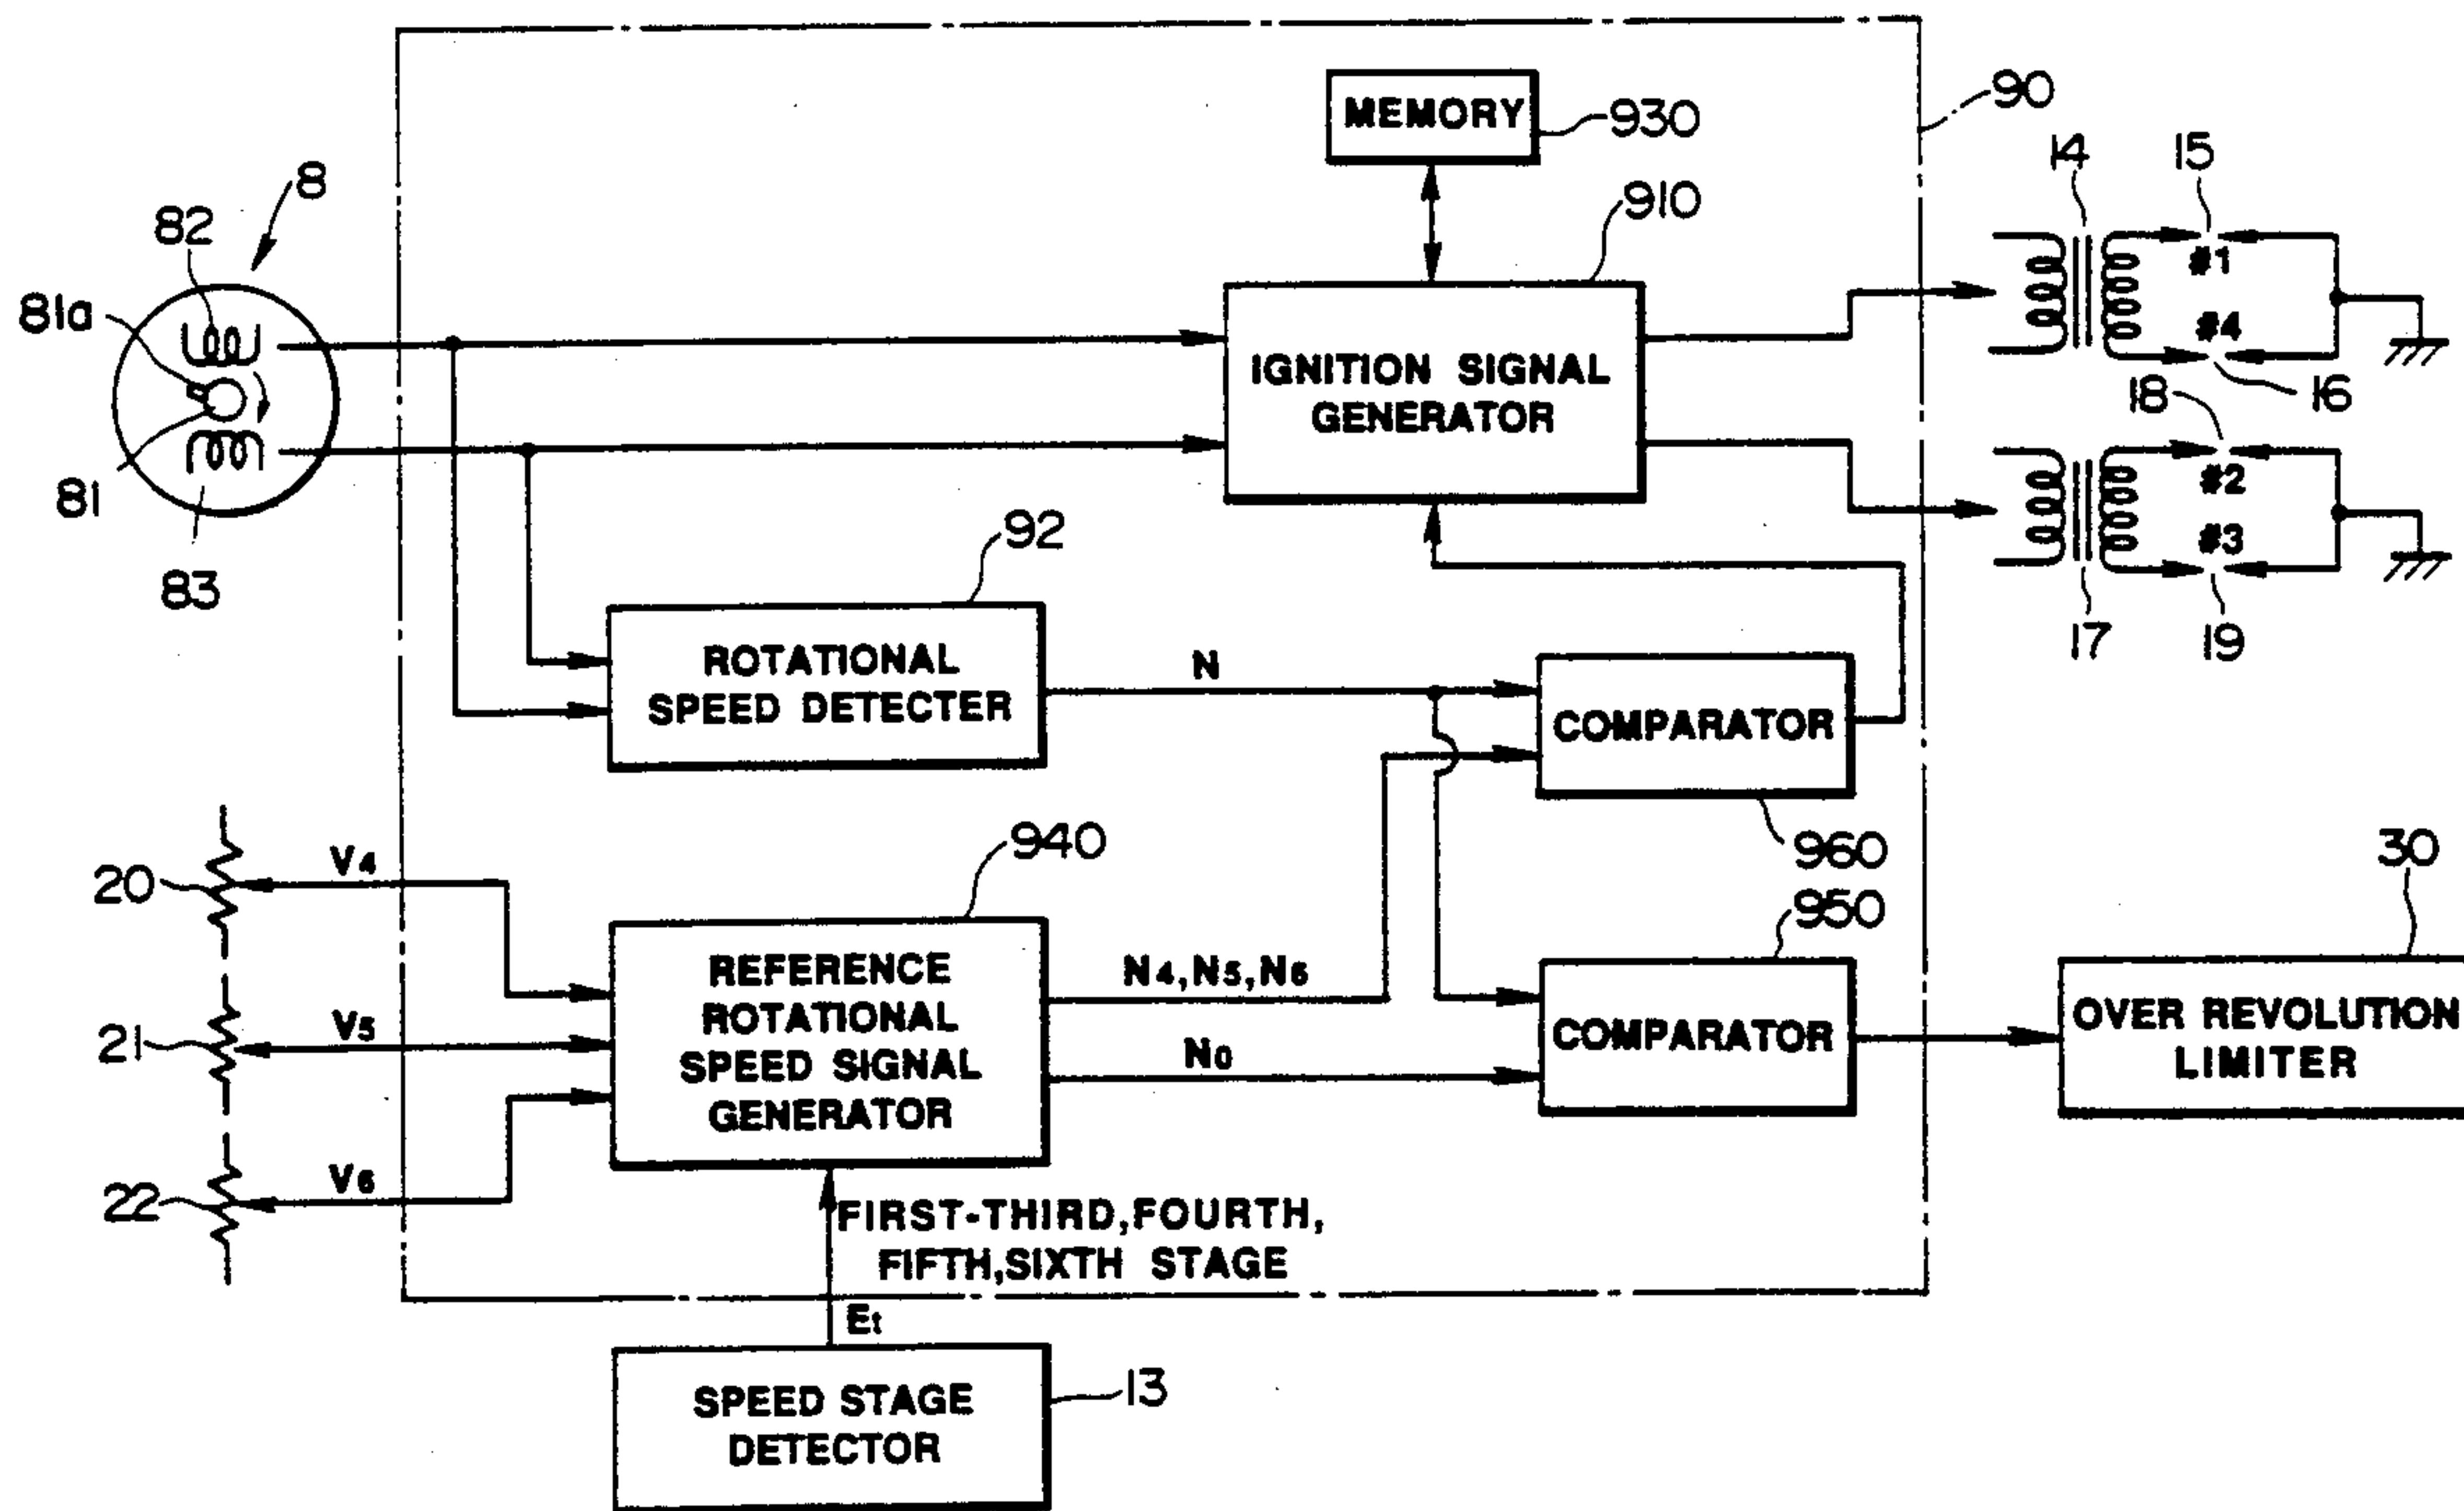 MEMORY
930
90
14
15
910
8
82
81a
#1
#4
16
18
IGNITION SIGNAL
GENERATOR
81
83
#2
#3
17
19
92
ROTATIONAL
SPEED DETECTER
N
COMPARATOR
960
940
20
V4
950
30
REFERENCE
ROTATIONAL
SPEED SIGNAL
GENERATOR
N4,N5,N6
N0
COMPARATOR
OVER REVOLUTION
LIMITER
21
V5
22
V6
FIRST-THIRD,FOURTH,
FIFTH,SIXTH STAGE
Et
SPEED STAGE
DETECTOR
13